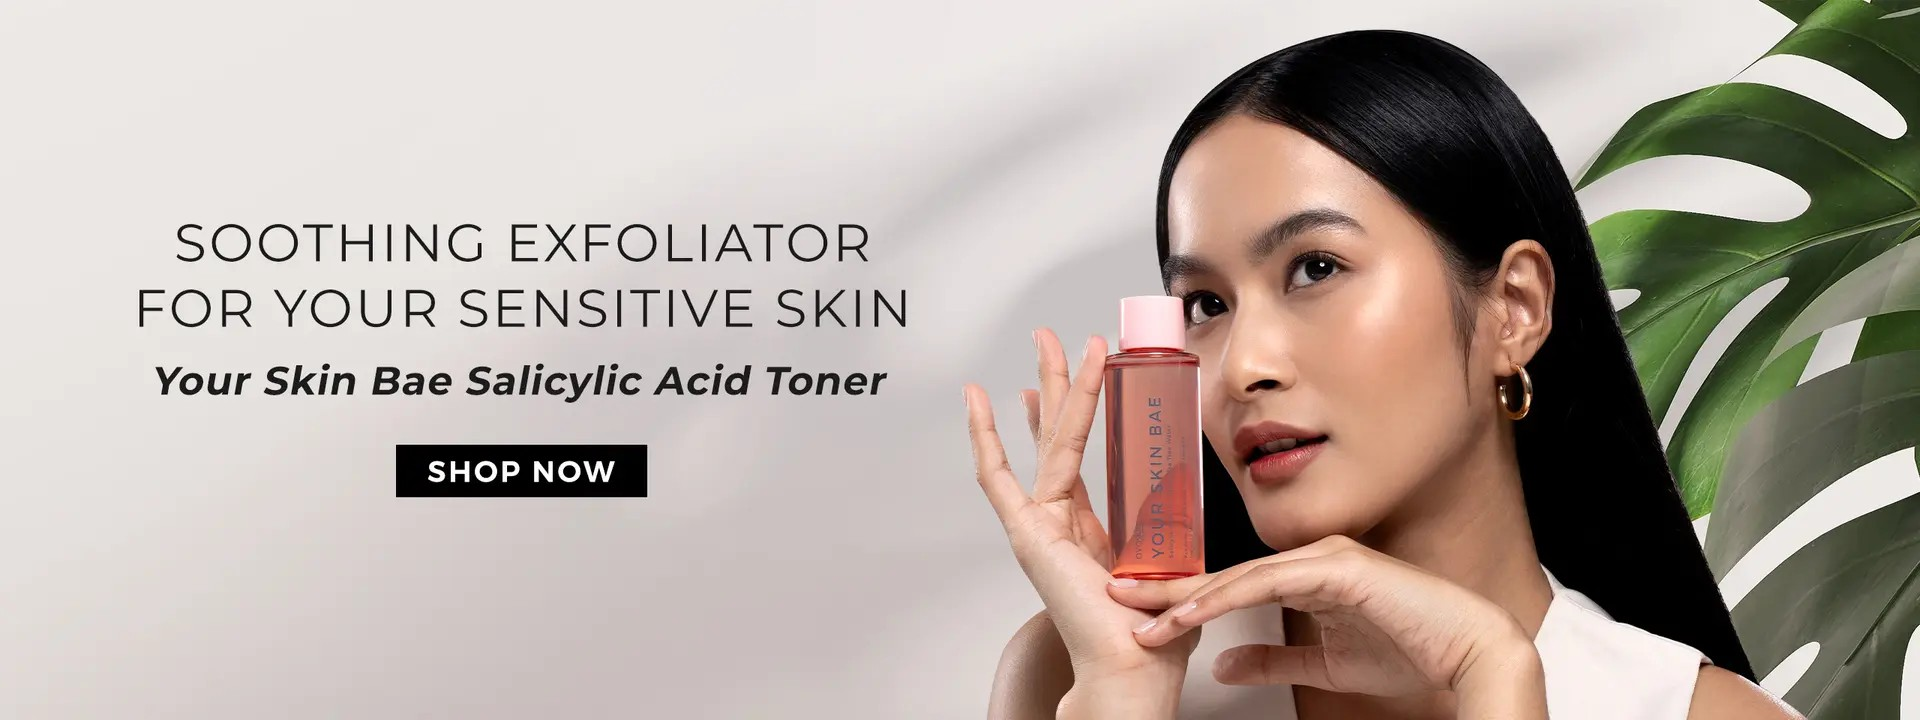 SOOTHING EXFOLIATOR
FOR YOUR SENSITIVE SKIN
Your Skin Bae Salicylic Acid Toner
SHOP NOW
YOUR SKIN BAE